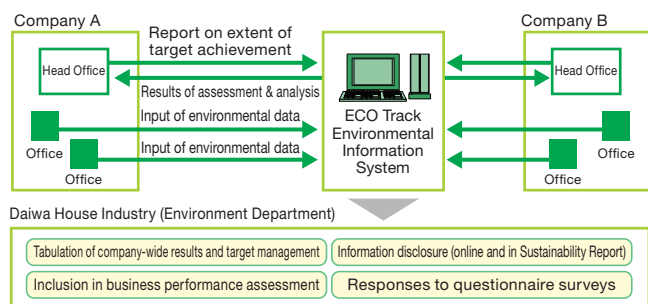 Company A
Company B
Report on extent of
target achievement
Head Office
Results of assessment & analysis
Input of environmental data
Office
Input of environmental data
Office
ECO Track
Environmental
Information
System
Head Office
Office
Office
Daiwa House Industry (Environment Department)
Tabulation of company-wide results and target management
Information disclosure (online and in Sustainability Report)
Inclusion in business performance assessment
Responses to questionnaire surveys